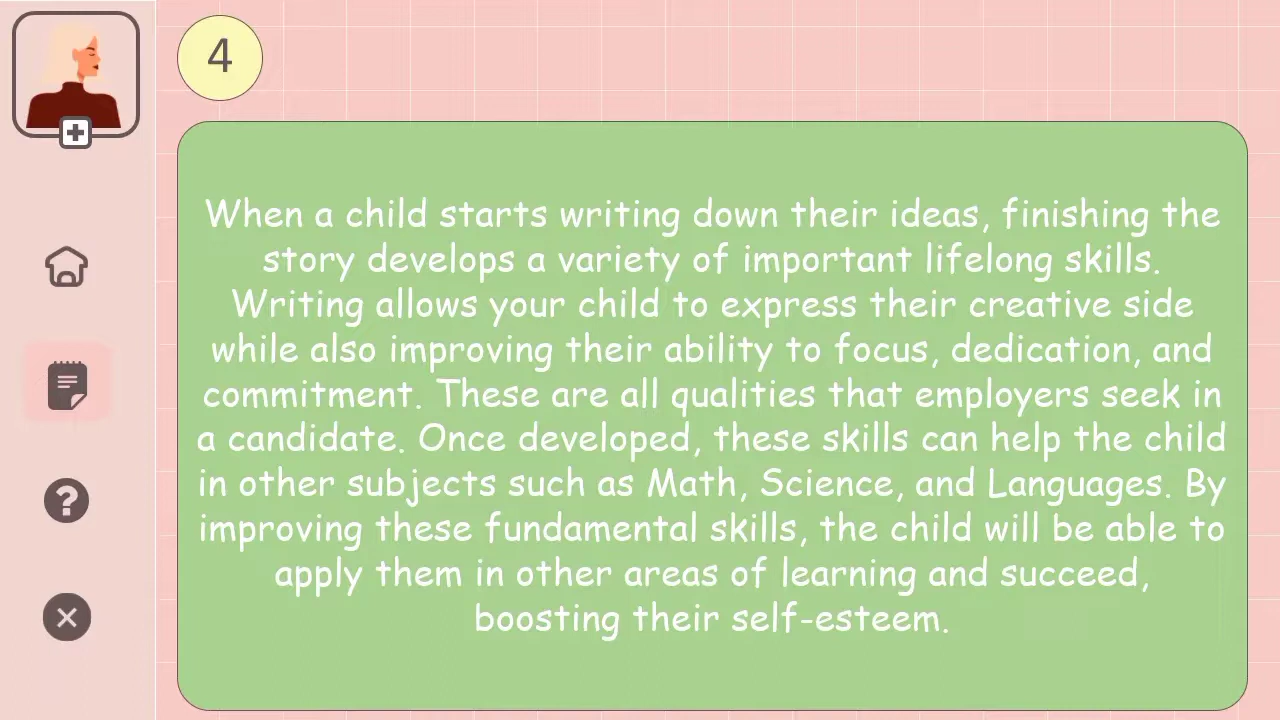 4
When a child starts writing down their ideas, finishing the
story develops a variety of important lifelong skills.
Writing allows your child to express their creative side
while also improving their ability to focus, dedication, and
commitment. These are all qualities that employers seek in
a candidate. Once developed, these skills can help the child
in other subjects such as Math, Science, and Languages. By
improving these fundamental skills, the child will be able to
apply them in other areas of learning and succeed,
boosting their self-esteem.